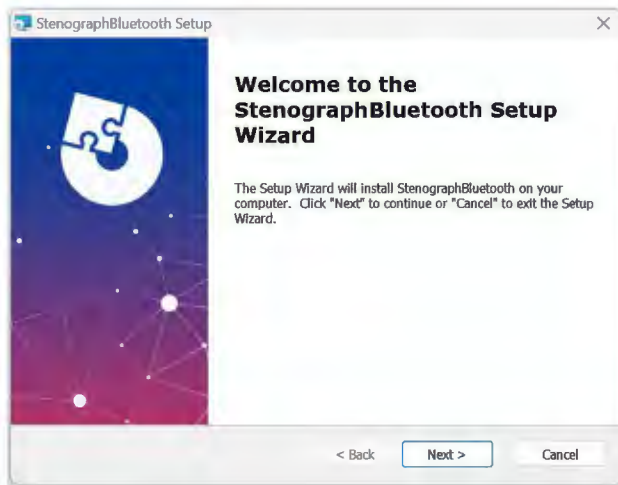 StenographBluetooth Setup
Welcome to the
StenographBluetooth Setup
Wizard
The Setup Wizard will install StenographBluetooth on your
computer. Click "Next" to continue or "Cancel" to exit the Setup
Wizard.
< Back Next > Cancel